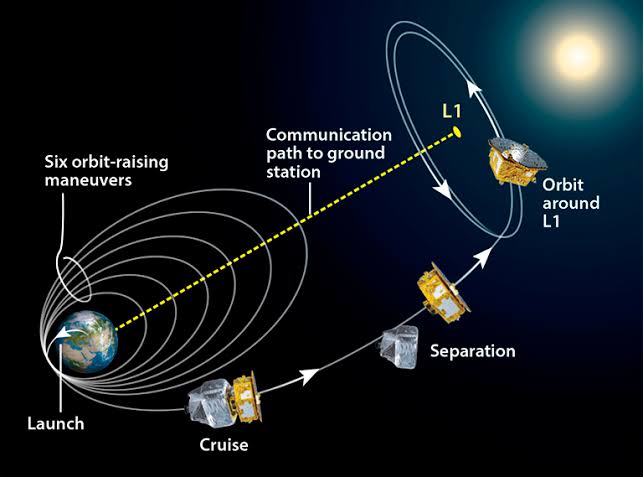 L1
Communication
path to ground
station
Six orbit-raising
maneuvers
Orbit
around
L1
Separation
Launch
Cruise